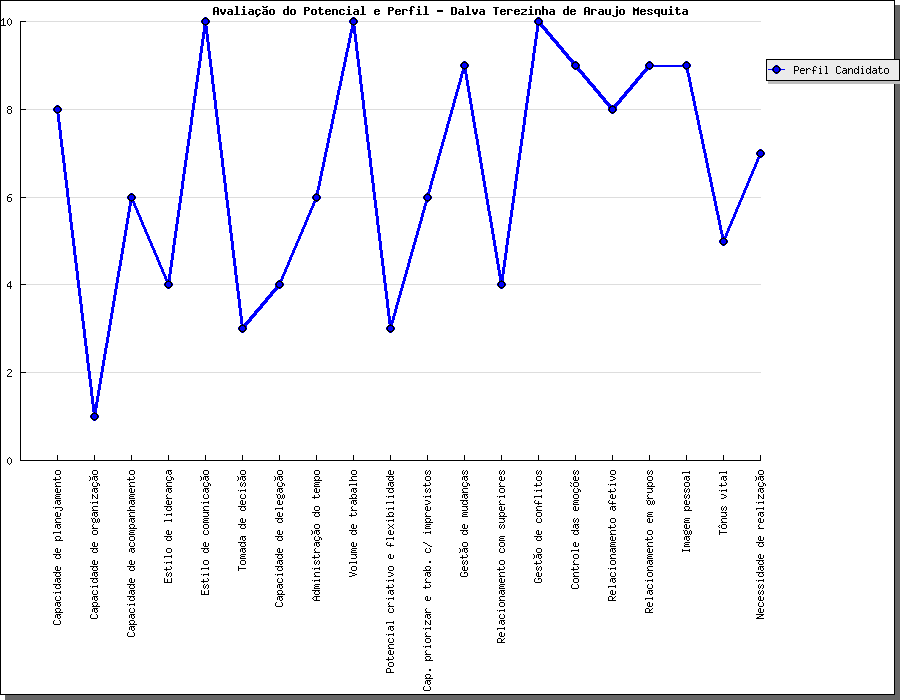 Avaliação do Potencial e Perfil - Dalva Terezinha de Araujo Mesquita
Perfil Candidato
10
8
6
4
2
0
Capacidade de planejamento
Capacidade de organização
Capacidade de acompanhamento
Estilo de liderança
Estilo de comunicação
Tomada de decisão
Capacidade de delegação
Administração do tempo
Volume de trabalho
Potencial criativo e flexibilidade
Cap. priorizar e trab. c/ imprevistos
Gestão de mudanças
Relacionamento com superiores
Gestão de conflitos
Controle das emoções
Relacionamento afetivo
Relacionamento em grupos
Imagem pessoal
Tônus vital
Necessidade de realização